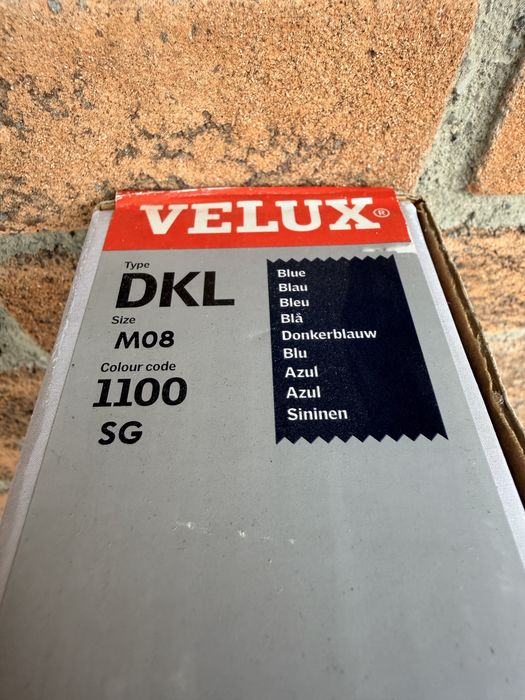 VELUX®
Type
DKL
Size
M08
Colour code
1100
SG
Blue
Blau
Bleu
Blå
Donkerblauw
Blu
Azul
Azul
Sininen